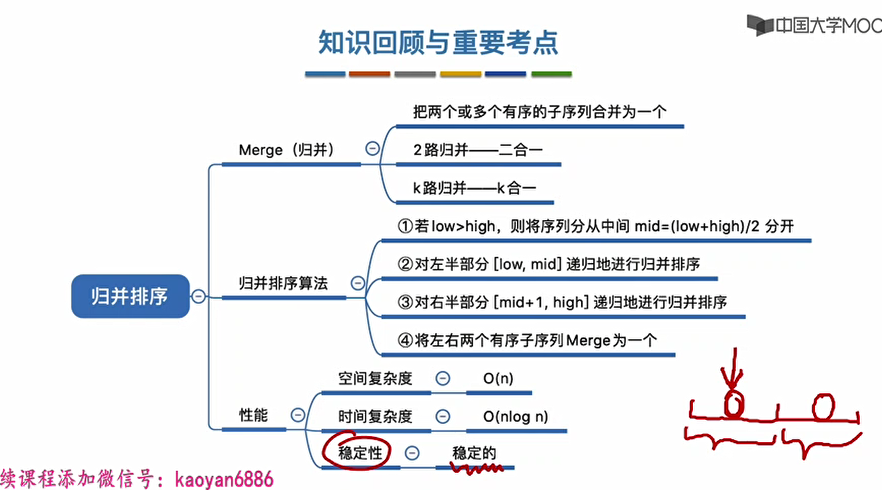 中国大学MOO
知识回顾与重要考点
归并排序
Merge（归并）
把两个或多个有序的子序列合并为一个
2路归并——二合一
k路归并——k合一
归并排序算法
①若low>high，则将序列分从中间 mid=(low+high)/2 分开
②对左半部分 [low, mid] 递归地进行归并排序
③对右半部分 [mid+1, high] 递归地进行归并排序
④将左右两个有序子序列Merge为一个
性能
空间复杂度
O(n)
时间复杂度
O(nlog n)
稳定性
稳定的
续课程添加微信号：kaoyan6886